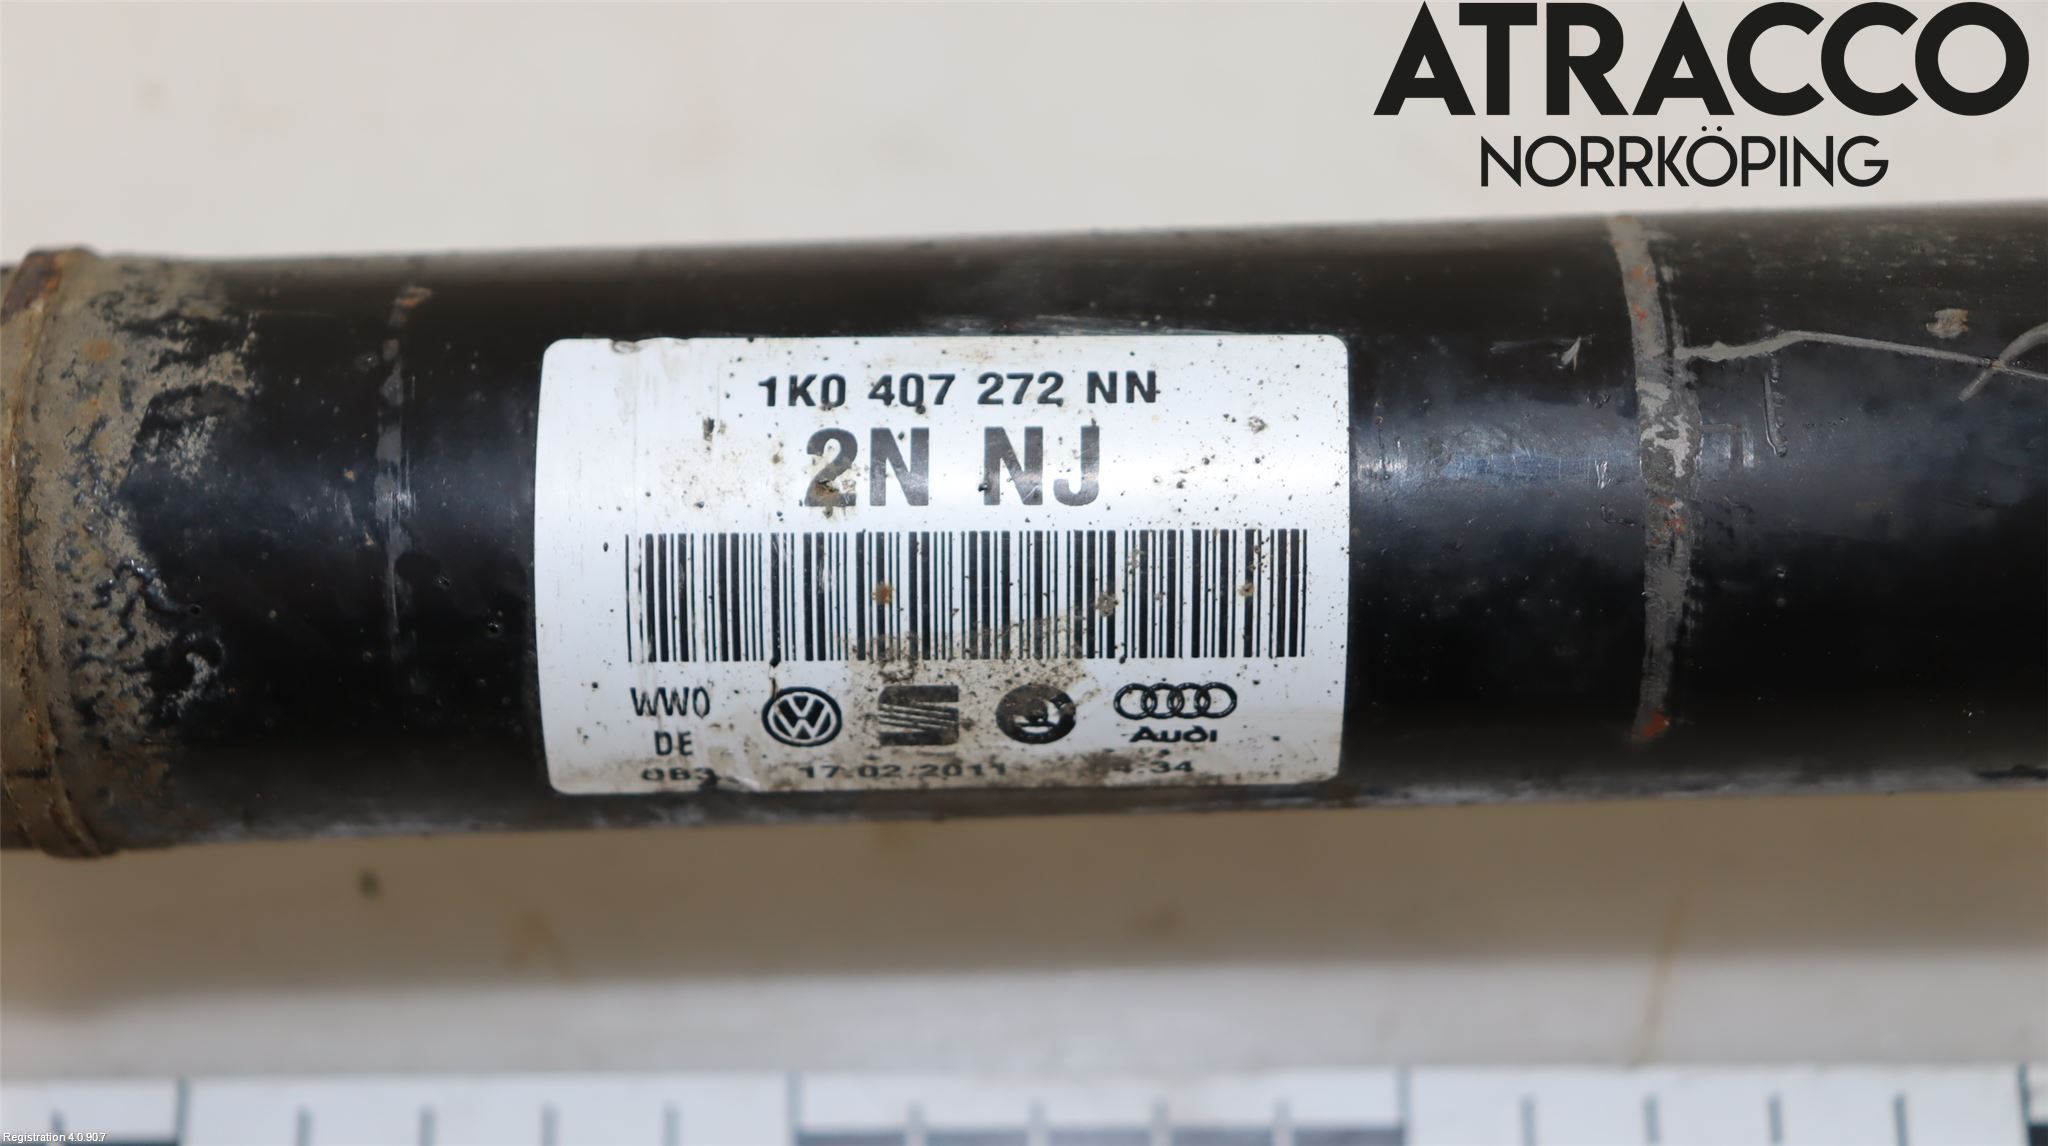 ATRACCO
NORRKÖPING
1K0 407 272 NN
2N NJ
WW0
DE
Audi
17.02.2011
Registration 4.0.90.7